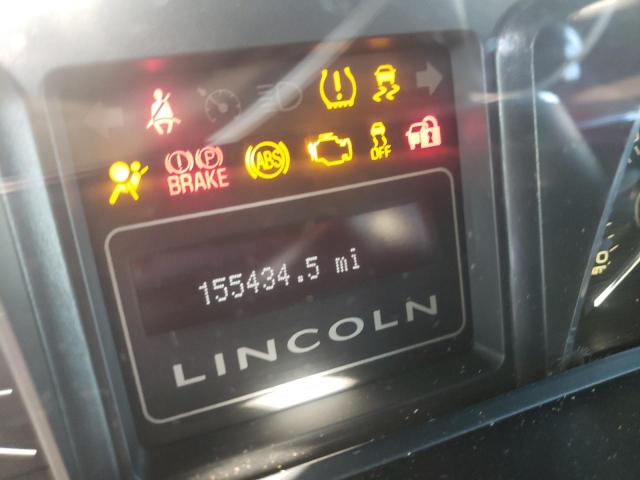 (P)
BRAKE
(ABS)
OFF
155434.5 mi
LINCOLN